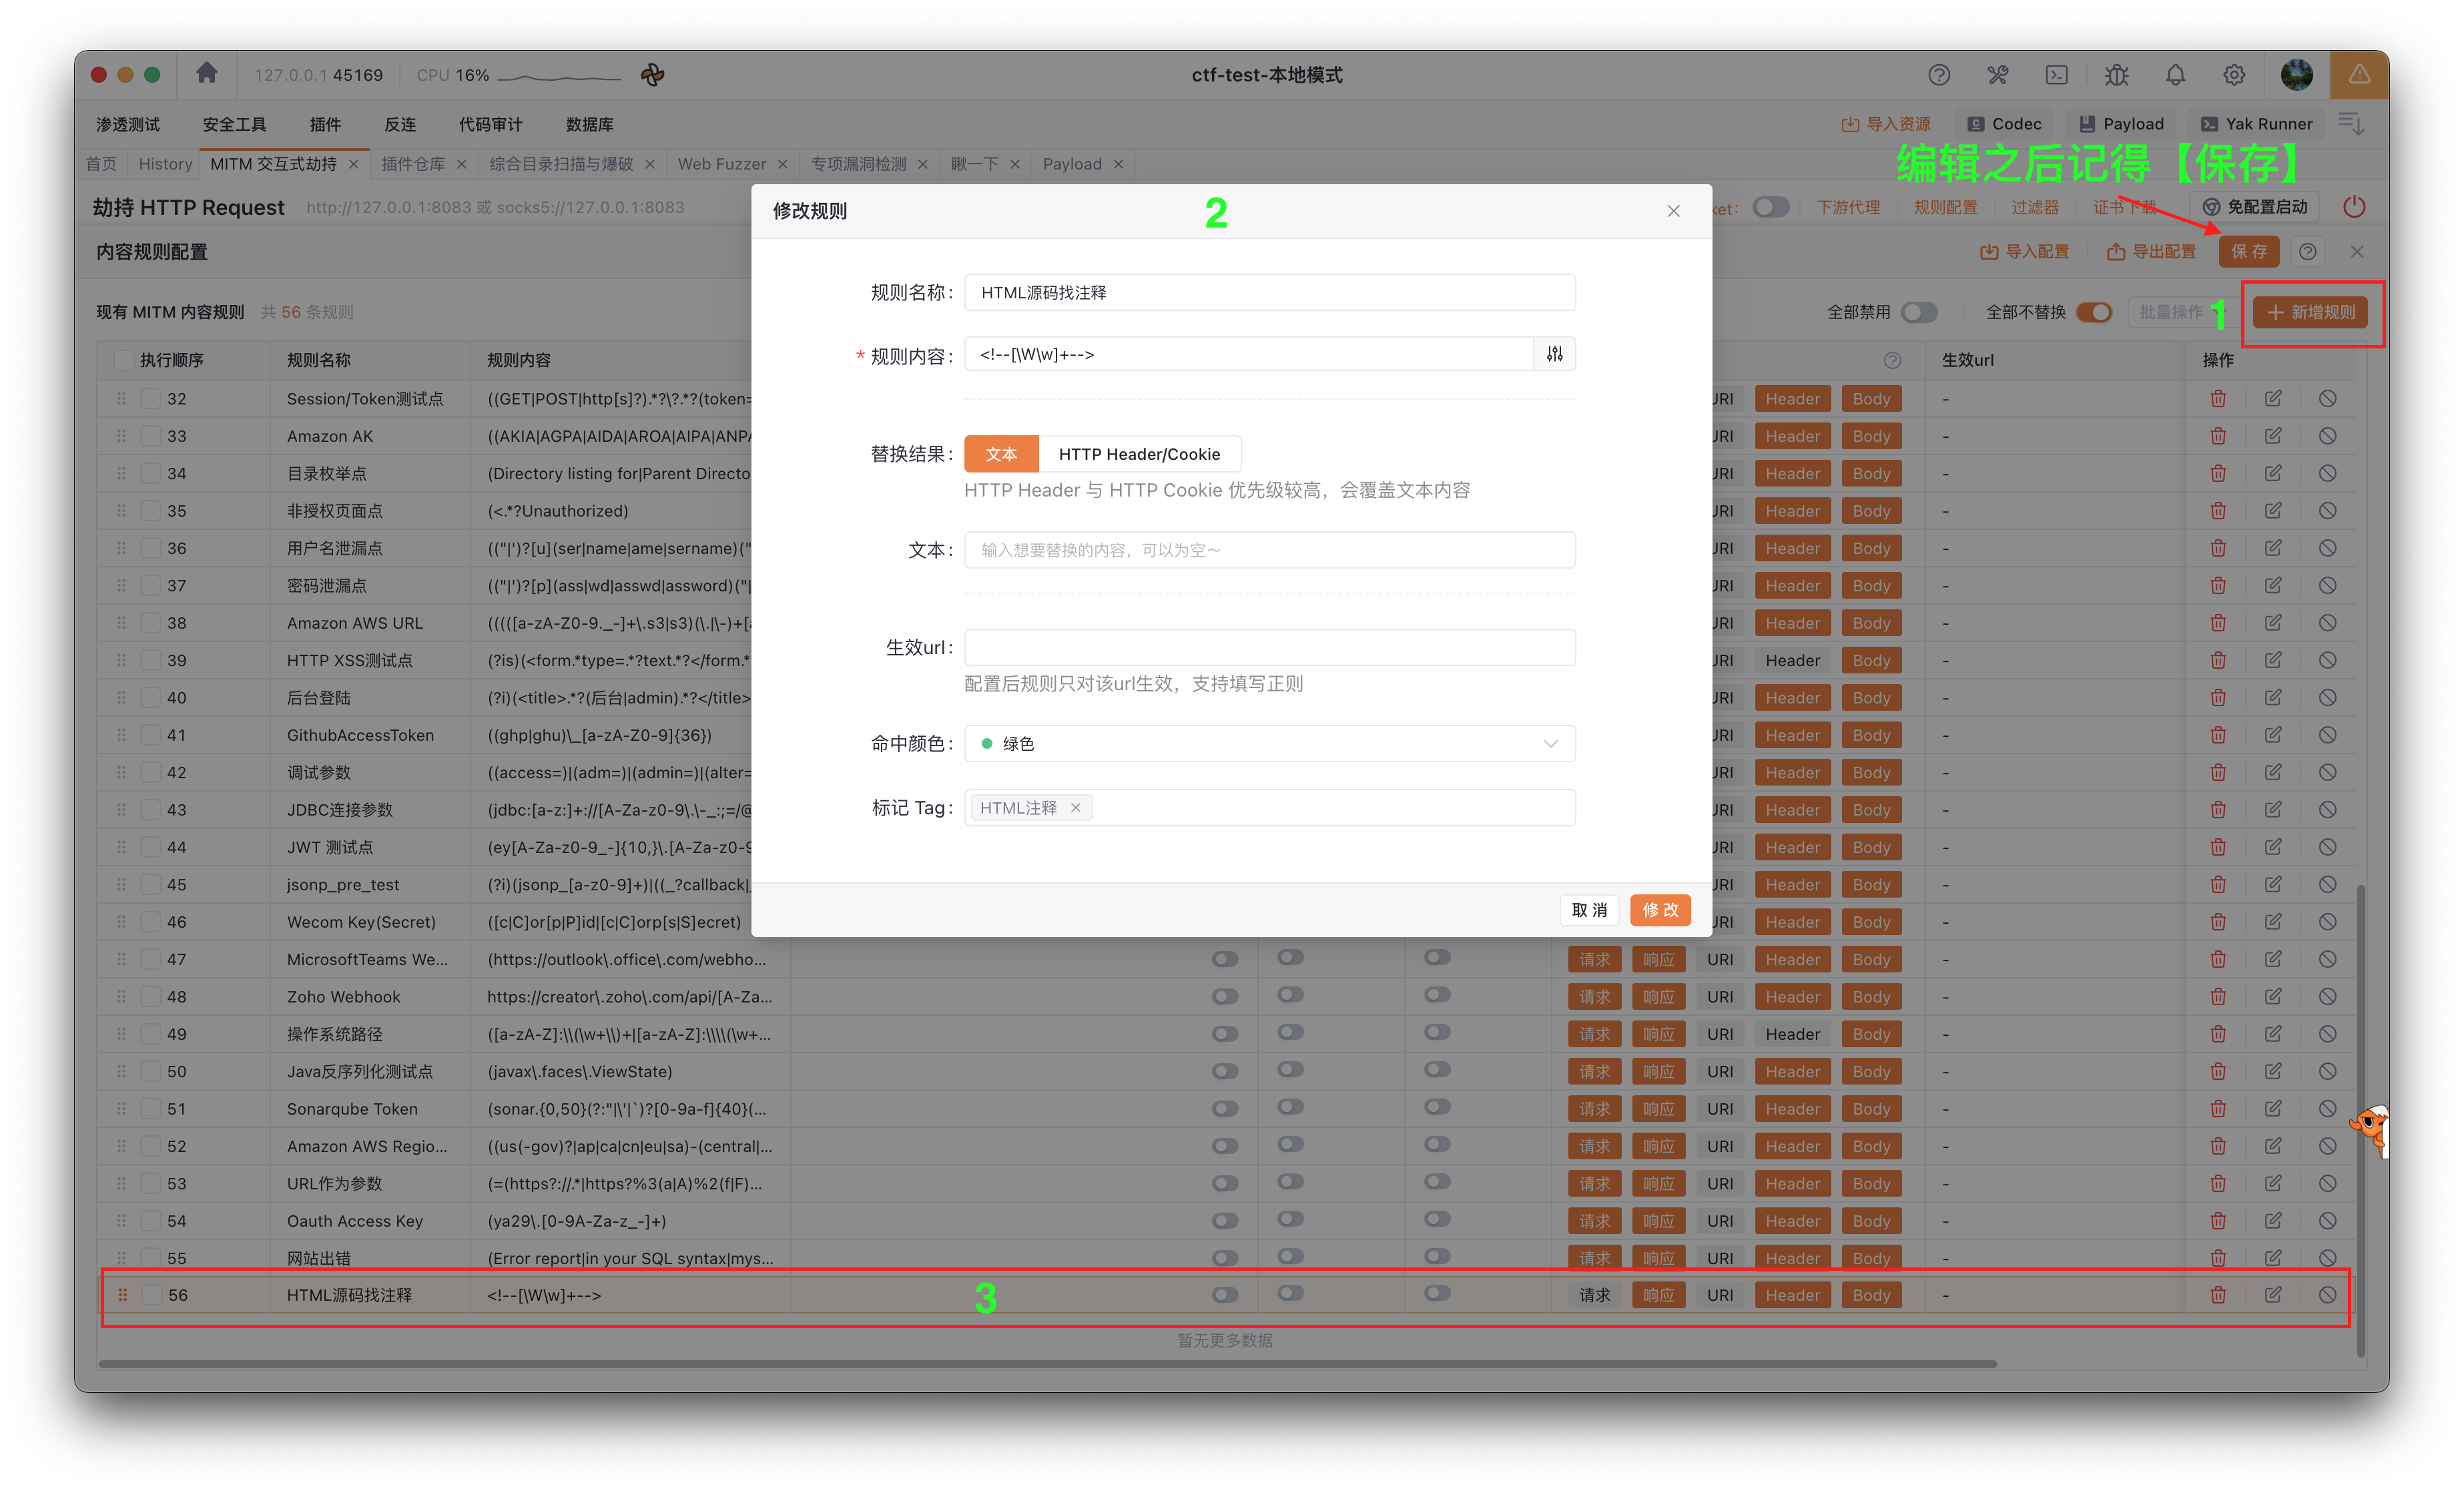 127.0.0.1 45169 CPU 16% ctf-test-本地模式
渗透测试 安全工具 插件 反连 代码审计 数据库 导入资源 Codec Payload Yak Runner
首页 History MITM 交互式劫持 插件仓库 综合目录扫描与爆破 Web Fuzzer 专项漏洞检测 瞅一下 Payload
编辑之后记得【保存】
劫持 HTTP Request http://127.0.0.1:8083 或 socks5://127.0.0.1:8083
ket: 下游代理 规则配置 过滤器 证书下载 免配置启动
内容规则配置 导入配置 导出配置 保存
现有 MITM 内容规则 共 56 条规则 全部禁用 全部不替换 批量操作 1 新增规则
执行顺序 规则名称 规则内容 生效url 操作
32 Session/Token测试点 ((GET|POST|http[s]?).*?\?.*?(token= URI Header Body -
33 Amazon AK ((AKIA|AGPA|AIDA|AROA|AIPA|ANPA URI Header Body -
34 目录枚举点 (Directory listing for|Parent Directo URI Header Body -
35 非授权页面点 (<.*?Unauthorized) URI Header Body -
36 用户名泄漏点 (("|')?[u](ser|name|ame|sername)(" URI Header Body -
37 密码泄漏点 (("|')?[p](ass|wd|asswd|assword)("| URI Header Body -
38 Amazon AWS URL (((([a-zA-Z0-9._-]+\.s3|s3)(\.|\-)+[a URI Header Body -
39 HTTP XSS测试点 (?is)(<form.*type=.*?text.*?</form.* URI Header Body -
40 后台登陆 (?i)(<title>.*?(后台|admin).*?</title> URI Header Body -
41 GithubAccessToken ((ghp|ghu)\_[a-zA-Z0-9]{36}) URI Header Body -
42 调试参数 ((access=)|(adm=)|(admin=)|(alter= URI Header Body -
43 JDBC连接参数 (jdbc:[a-z:]+://[A-Za-z0-9\.\-_:;=/@ URI Header Body -
44 JWT 测试点 (ey[A-Za-z0-9_-]{10,}\.[A-Za-z0-9 URI Header Body -
45 jsonp_pre_test (?i)(jsonp_[a-z0-9]+)|((_?callback|_ URI Header Body -
46 Wecom Key(Secret) ([c|C]or[p|P]id|[c|C]orp[s|S]ecret) URI Header Body -
47 MicrosoftTeams We... (https://outlook\.office\.com/webho... 请求 响应 URI Header Body -
48 Zoho Webhook https://creator\.zoho\.com/api/[A-Za... 请求 响应 URI Header Body -
49 操作系统路径 ([a-zA-Z]:\\(\w+\\)+|[a-zA-Z]:\\\\(\w+... 请求 响应 URI Header Body -
50 Java反序列化测试点 (javax\.faces\.ViewState) 请求 响应 URI Header Body -
51 Sonarqube Token (sonar.{0,50}(?:"|\'|`)?[0-9a-f]{40}(... 请求 响应 URI Header Body -
52 Amazon AWS Regio... ((us(-gov)?|ap|ca|cn|eu|sa)-(central|... 请求 响应 URI Header Body -
53 URL作为参数 (=(https?://.*|https?%3(a|A)%2(f|F)... 请求 响应 URI Header Body -
54 Oauth Access Key (ya29\.[0-9A-Za-z_-]+) 请求 响应 URI Header Body -
55 网站出错 (Error report|in your SQL syntax|mys... 请求 响应 URI Header Body -
56 HTML源码找注释 <!--[\W\w]+--> 3 请求 响应 URI Header Body -
暂无更多数据
修改规则 2
规则名称: HTML源码找注释
* 规则内容: <!--[\W\w]+-->
替换结果: 文本 HTTP Header/Cookie
HTTP Header 与 HTTP Cookie 优先级较高，会覆盖文本内容
文本: 输入想要替换的内容，可以为空～
生效url:
配置后规则只对该url生效，支持填写正则
命中颜色: 绿色
标记 Tag: HTML注释
取消 修改